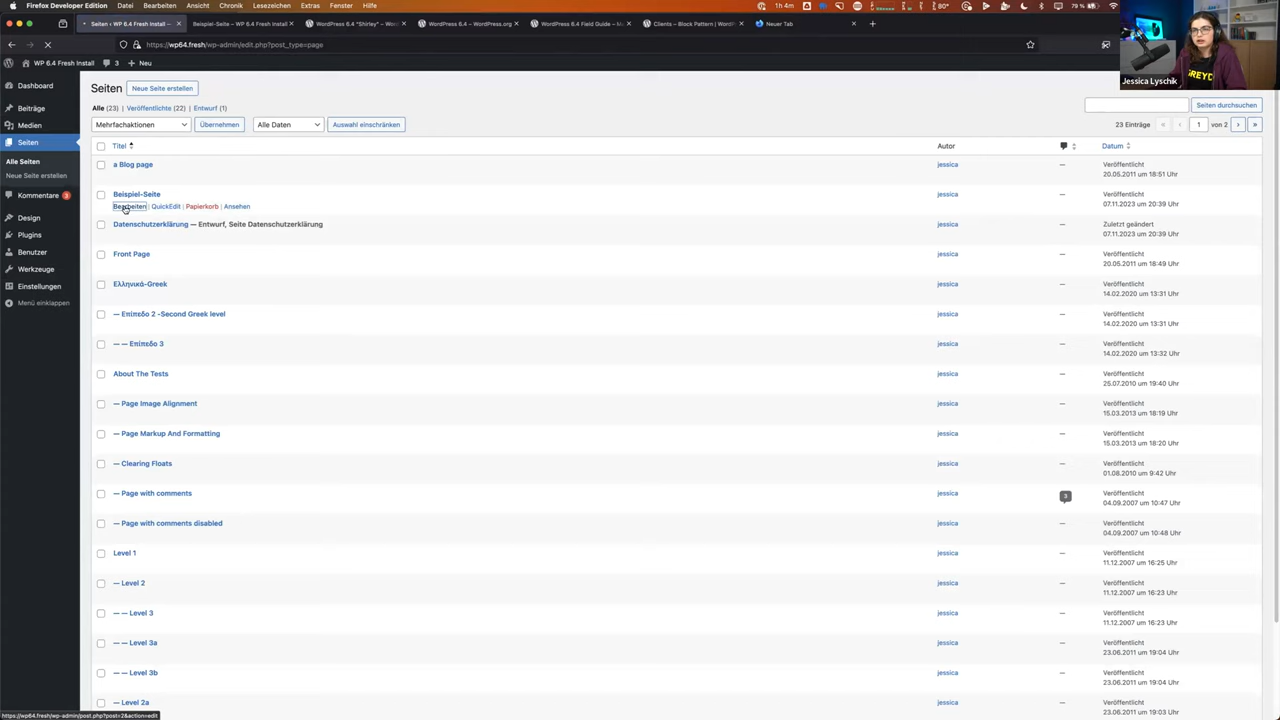 Firefox Developer Edition Datei Bearbeiten Ansicht Chronik Lesezeichen Extras Fenster Hilfe 1h 4m 79 %
Seiten ‹ WP 6.4 Fresh Install Beispiel-Seite – WP 6.4 Fresh Install WordPress 6.4 "Shirley" WordPress 6.4 – WordPress.org WordPress 6.4 Field Guide – M Clients – Block Pattern | WordPr Neuer Tab
https://wp64.fresh/wp-admin/edit.php?post_type=page
WP 6.4 Fresh Install 3 Neu
Jessica Lyschik
Dashboard
Beiträge
Medien
Seiten
Alle Seiten
Neue Seite erstellen
Kommentare 3
Design
Plugins
Benutzer
Werkzeuge
Einstellungen
Menü einklappen
Seiten Neue Seite erstellen
Alle (23) | Veröffentlichte (22) | Entwurf (1) Seiten durchsuchen
Mehrfachaktionen Übernehmen Alle Daten Auswahl einschränken 23 Einträge « ‹ 1 von 2 › »
Titel Autor Datum
a Blog page jessica — Veröffentlicht
20.05.2011 um 18:51 Uhr
Beispiel-Seite jessica — Veröffentlicht
Bearbeiten | QuickEdit | Papierkorb | Ansehen 07.11.2023 um 20:39 Uhr
Datenschutzerklärung — Entwurf, Seite Datenschutzerklärung jessica — Zuletzt geändert
07.11.2023 um 20:39 Uhr
Front Page jessica — Veröffentlicht
20.05.2011 um 18:49 Uhr
Ελληνικά-Greek jessica — Veröffentlicht
14.02.2020 um 13:31 Uhr
— Επίπεδο 2 -Second Greek level jessica — Veröffentlicht
14.02.2020 um 13:31 Uhr
— — Επίπεδο 3 jessica — Veröffentlicht
14.02.2020 um 13:32 Uhr
About The Tests jessica — Veröffentlicht
25.07.2010 um 19:40 Uhr
— Page Image Alignment jessica — Veröffentlicht
15.03.2013 um 18:19 Uhr
— Page Markup And Formatting jessica — Veröffentlicht
15.03.2013 um 18:20 Uhr
— Clearing Floats jessica — Veröffentlicht
01.08.2010 um 9:42 Uhr
— Page with comments jessica 3 Veröffentlicht
04.09.2007 um 10:47 Uhr
— Page with comments disabled jessica — Veröffentlicht
04.09.2007 um 10:48 Uhr
Level 1 jessica — Veröffentlicht
11.12.2007 um 16:25 Uhr
— Level 2 jessica — Veröffentlicht
11.12.2007 um 16:23 Uhr
— — Level 3 jessica — Veröffentlicht
11.12.2007 um 16:23 Uhr
— — Level 3a jessica — Veröffentlicht
23.06.2011 um 19:04 Uhr
— — Level 3b jessica — Veröffentlicht
23.06.2011 um 19:04 Uhr
— Level 2a jessica — Veröffentlicht
23.06.2011 um 19:03 Uhr
https://wp64.fresh/wp-admin/post.php?post=2&action=edit